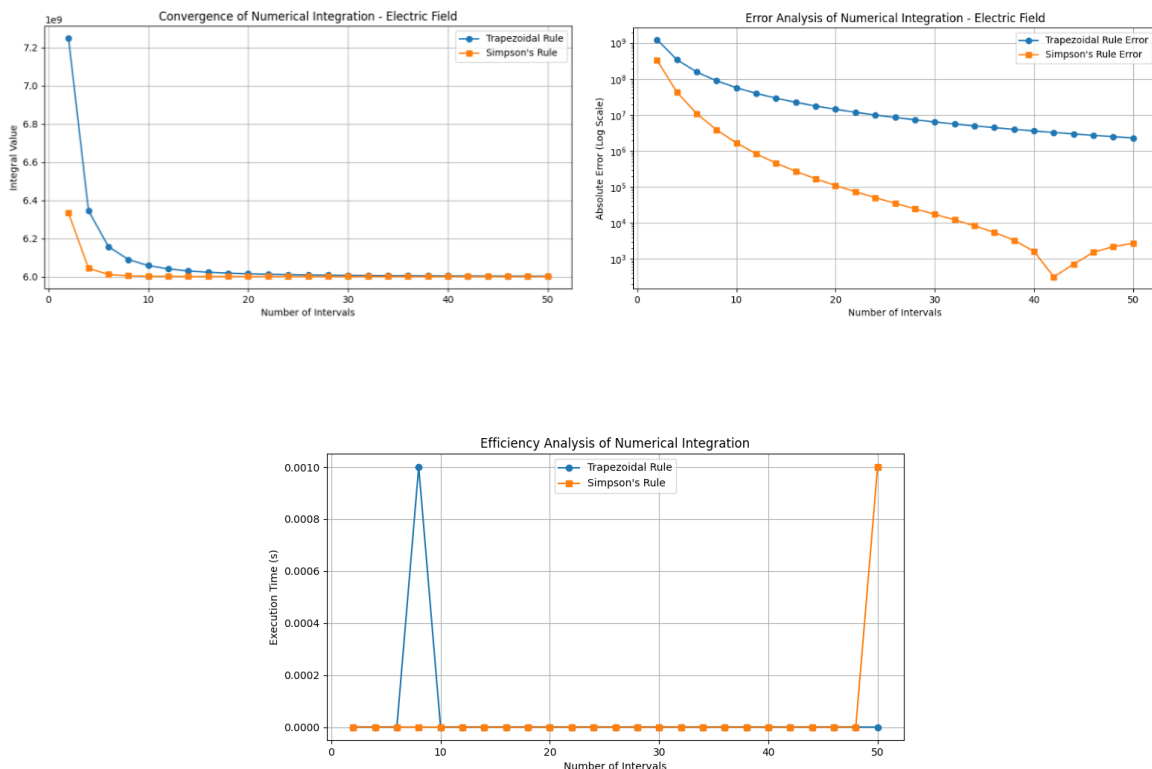 Convergence of Numerical Integration - Electric Field
1e9
7.2
7.0
6.8
6.6
6.4
6.2
6.0
Integral Value
Trapezoidal Rule
Simpson's Rule
0 10 20 30 40 50
Number of Intervals
Error Analysis of Numerical Integration - Electric Field
10⁹
10⁸
10⁷
10⁶
10⁵
10⁴
10³
Absolute Error (Log Scale)
Trapezoidal Rule Error
Simpson's Rule Error
0 10 20 30 40 50
Number of Intervals
Efficiency Analysis of Numerical Integration
0.0010
0.0008
0.0006
0.0004
0.0002
0.0000
Execution Time (s)
Trapezoidal Rule
Simpson's Rule
0 10 20 30 40 50
Number of Intervals